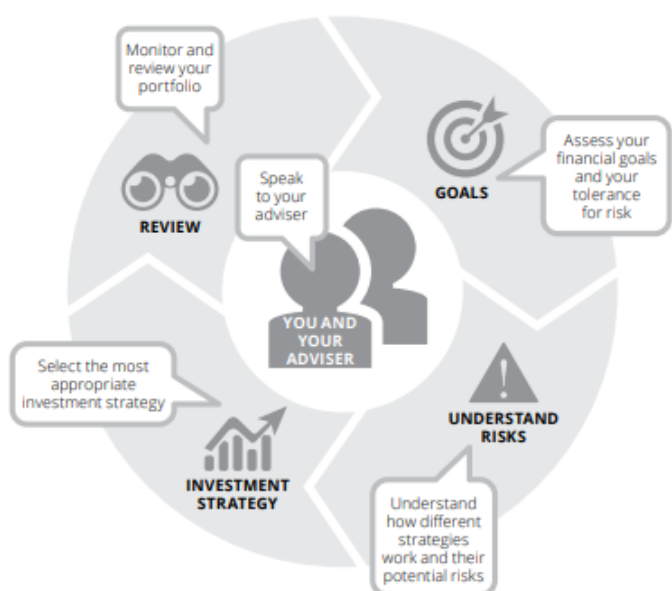 Monitor and
review your
portfolio
REVIEW
Speak
to your
adviser
GOALS
Assess your
financial goals
and your
tolerance
for risk
YOU AND
YOUR
ADVISER
Select the most
appropriate
investment strategy
INVESTMENT
STRATEGY
UNDERSTAND
RISKS
Understand
how different
strategies
work and their
potential risks